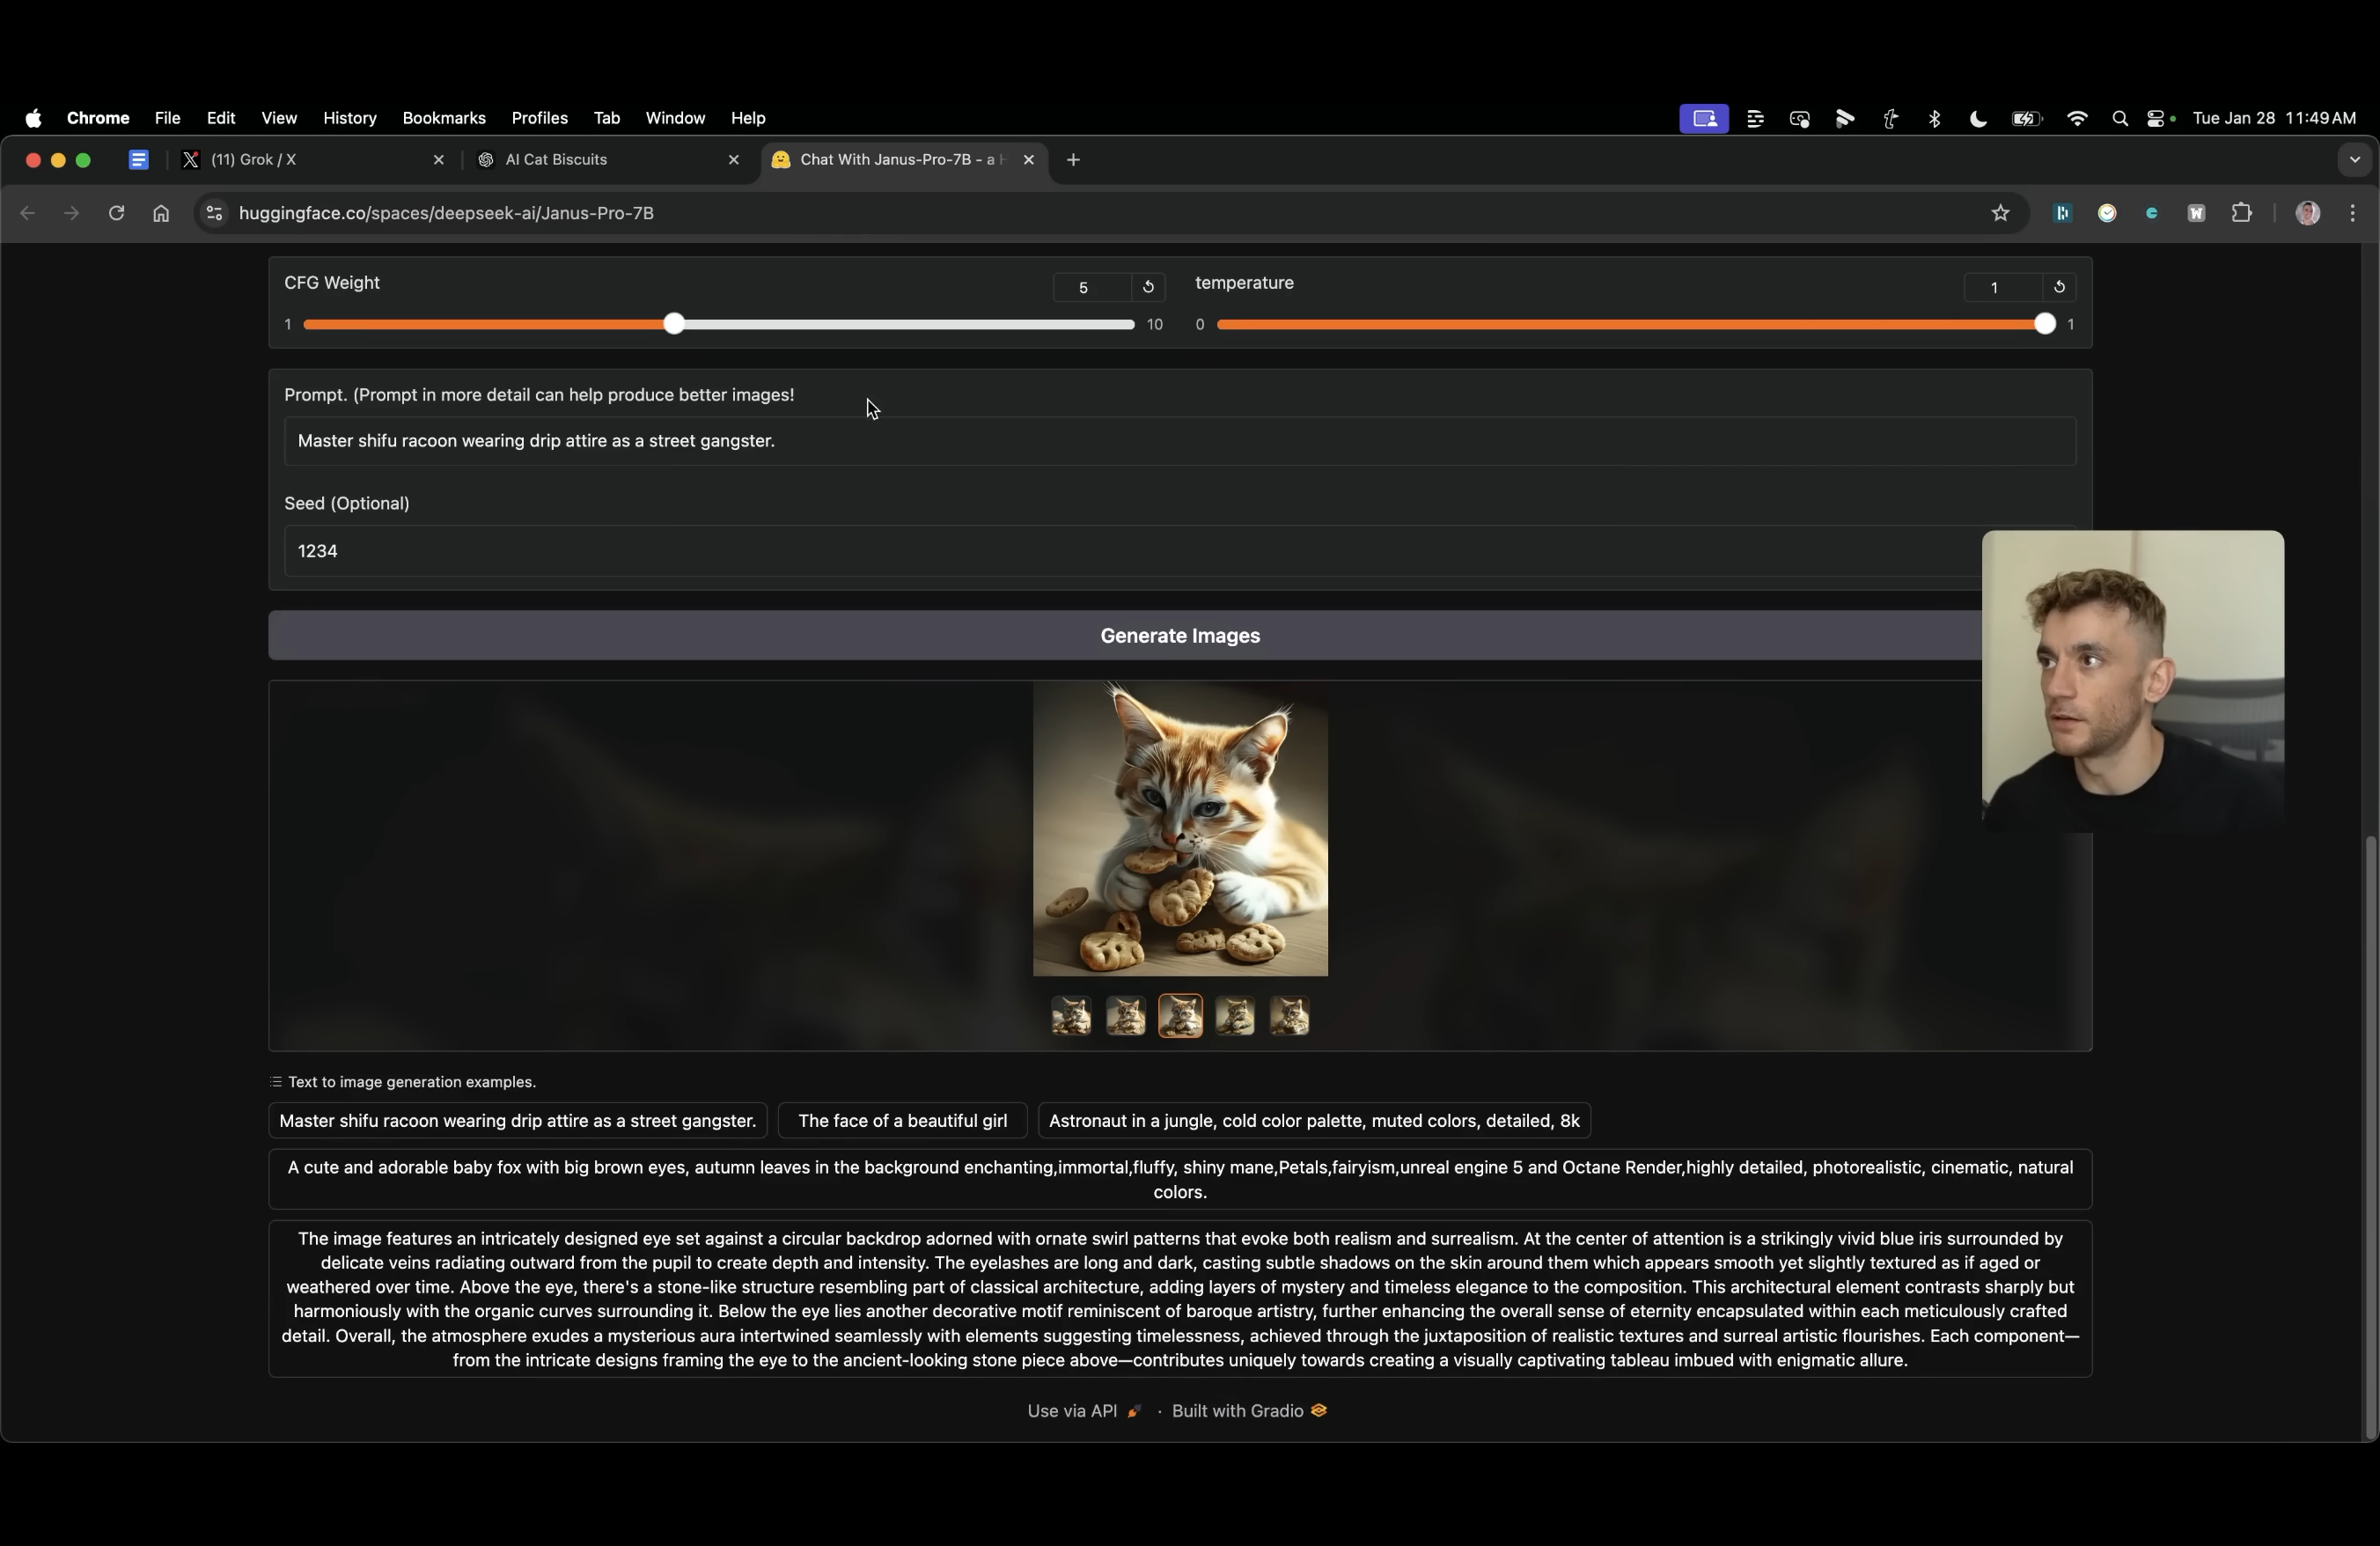 Chrome File Edit View History Bookmarks Profiles Tab Window Help Tue Jan 28 11:49 AM
(11) Grok / X AI Cat Biscuits Chat With Janus-Pro-7B - a H
huggingface.co/spaces/deepseek-ai/Janus-Pro-7B
CFG Weight 5 temperature 1
1 10 0 1
Prompt. (Prompt in more detail can help produce better images!
Master shifu racoon wearing drip attire as a street gangster.
Seed (Optional)
1234
Generate Images
Text to image generation examples.
Master shifu racoon wearing drip attire as a street gangster. The face of a beautiful girl Astronaut in a jungle, cold color palette, muted colors, detailed, 8k
A cute and adorable baby fox with big brown eyes, autumn leaves in the background enchanting,immortal,fluffy, shiny mane,Petals,fairyism,unreal engine 5 and Octane Render,highly detailed, photorealistic, cinematic, natural
colors.
The image features an intricately designed eye set against a circular backdrop adorned with ornate swirl patterns that evoke both realism and surrealism. At the center of attention is a strikingly vivid blue iris surrounded by
delicate veins radiating outward from the pupil to create depth and intensity. The eyelashes are long and dark, casting subtle shadows on the skin around them which appears smooth yet slightly textured as if aged or
weathered over time. Above the eye, there's a stone-like structure resembling part of classical architecture, adding layers of mystery and timeless elegance to the composition. This architectural element contrasts sharply but
harmoniously with the organic curves surrounding it. Below the eye lies another decorative motif reminiscent of baroque artistry, further enhancing the overall sense of eternity encapsulated within each meticulously crafted
detail. Overall, the atmosphere exudes a mysterious aura intertwined seamlessly with elements suggesting timelessness, achieved through the juxtaposition of realistic textures and surreal artistic flourishes. Each component—
from the intricate designs framing the eye to the ancient-looking stone piece above—contributes uniquely towards creating a visually captivating tableau imbued with enigmatic allure.
Use via API · Built with Gradio